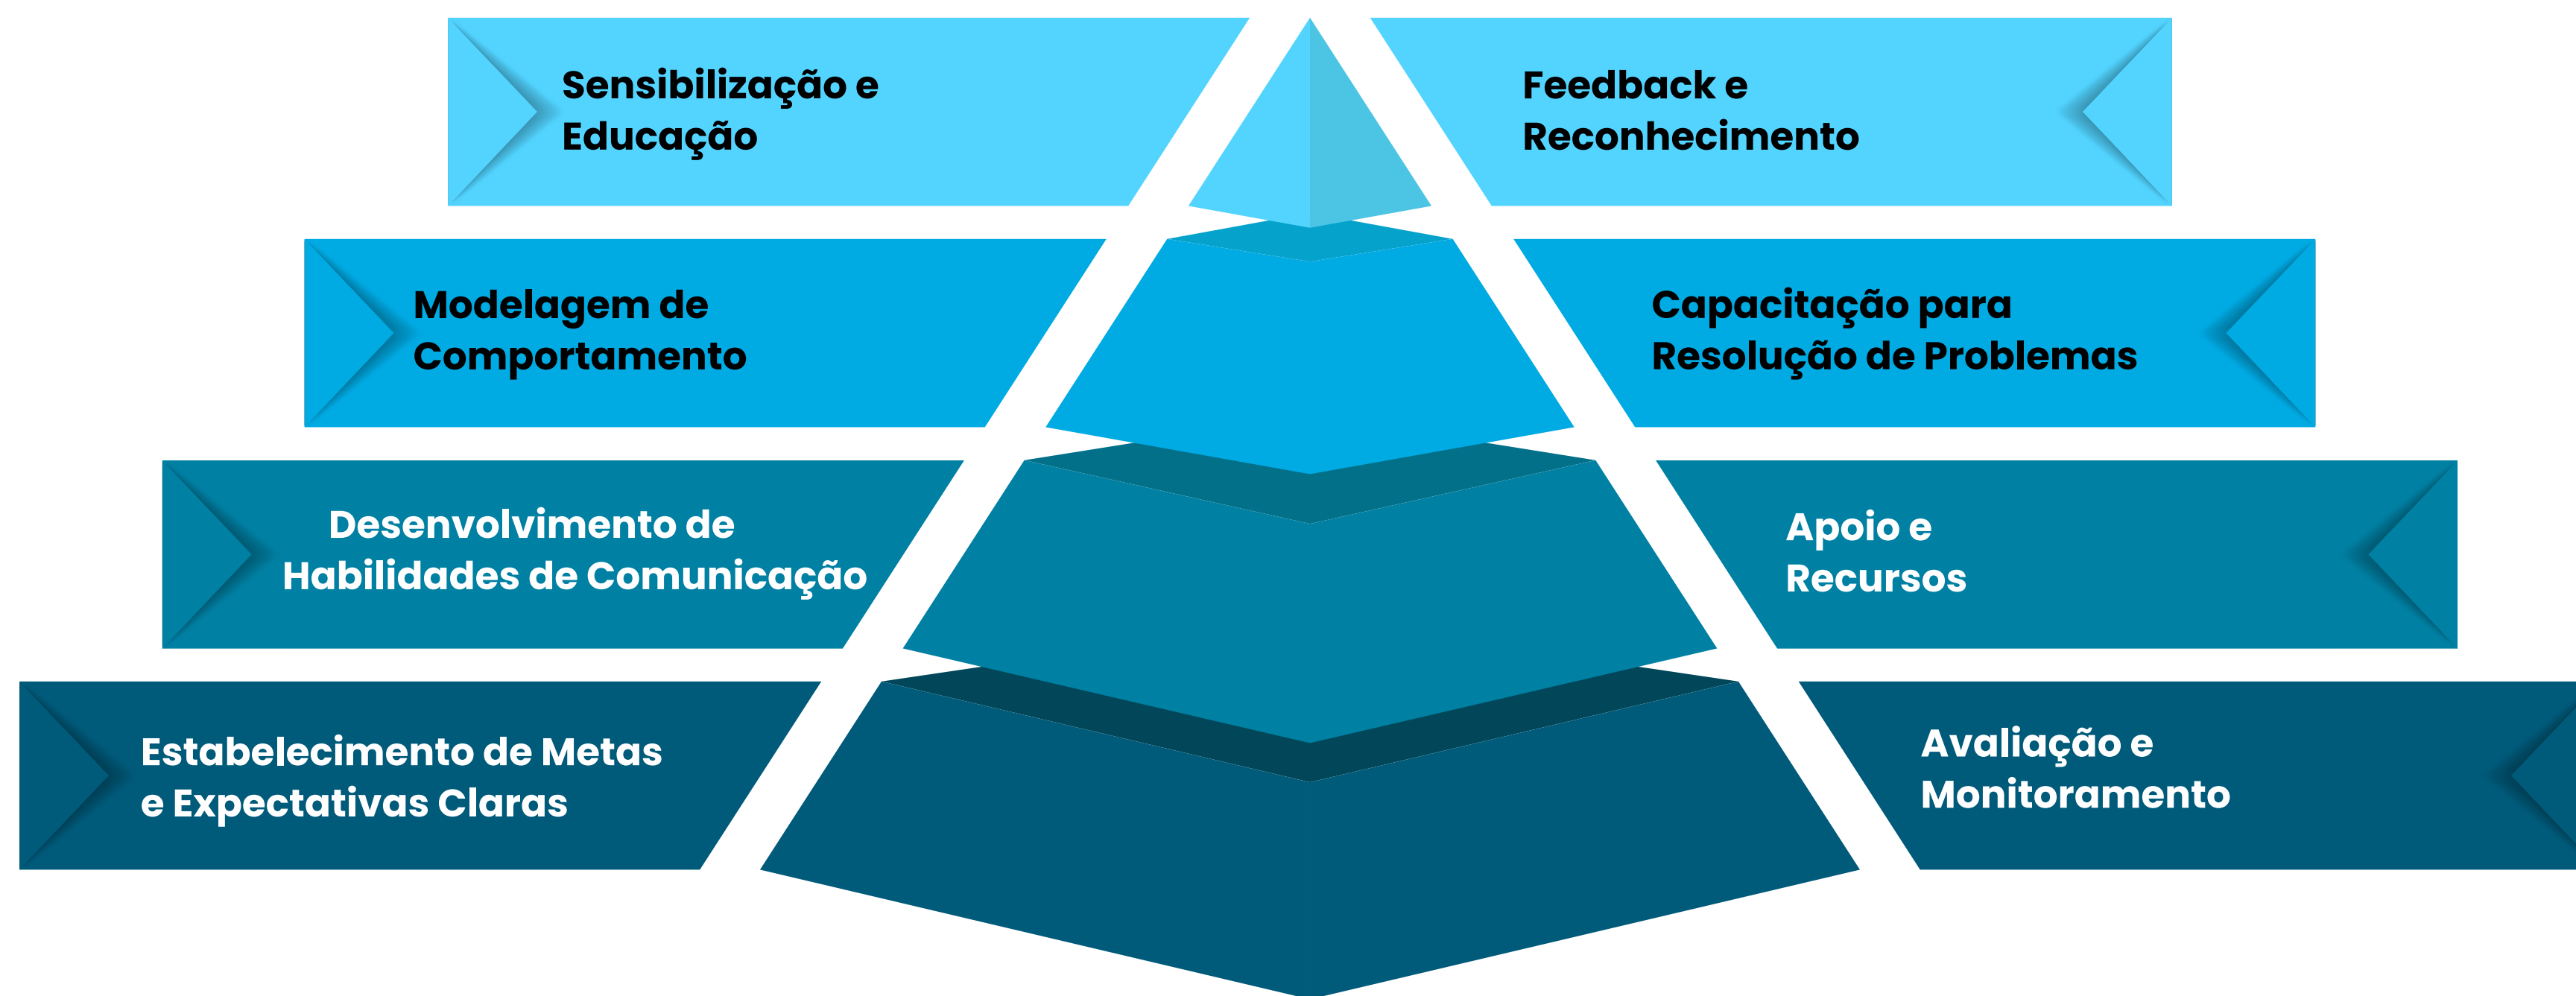 Sensibilização e
Educação
Feedback e
Reconhecimento
Modelagem de
Comportamento
Capacitação para
Resolução de Problemas
Desenvolvimento de
Habilidades de Comunicação
Apoio e
Recursos
Estabelecimento de Metas
e Expectativas Claras
Avaliação e
Monitoramento